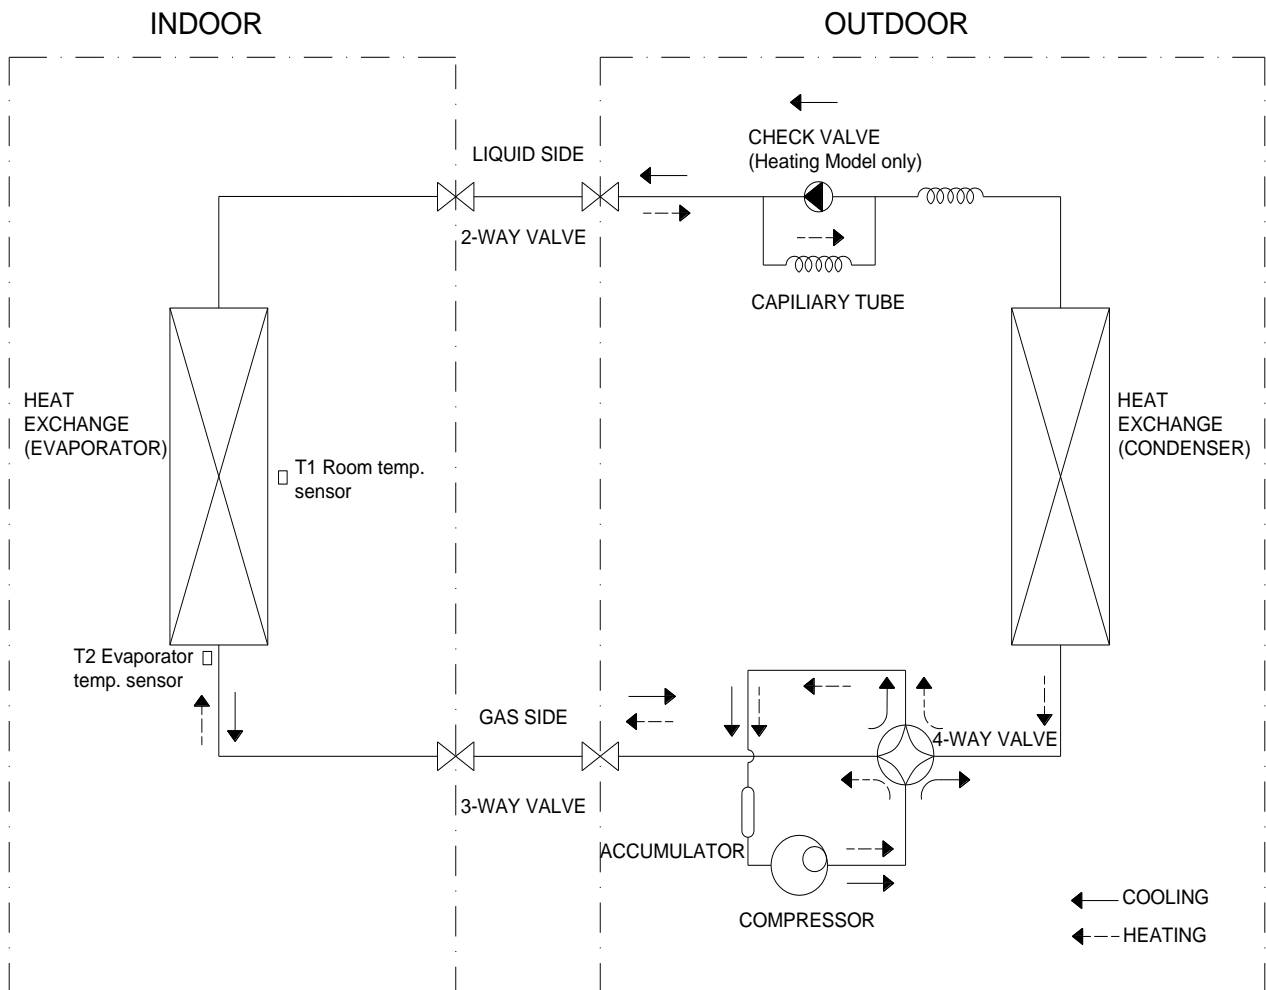 INDOOR
OUTDOOR
LIQUID SIDE
CHECK VALVE
(Heating Model only)
2-WAY VALVE
CAPILIARY TUBE
HEAT
EXCHANGE
(EVAPORATOR)
T1 Room temp.
sensor
HEAT
EXCHANGE
(CONDENSER)
T2 Evaporator
temp. sensor
GAS SIDE
4-WAY VALVE
3-WAY VALVE
ACCUMULATOR
COMPRESSOR
COOLING
HEATING